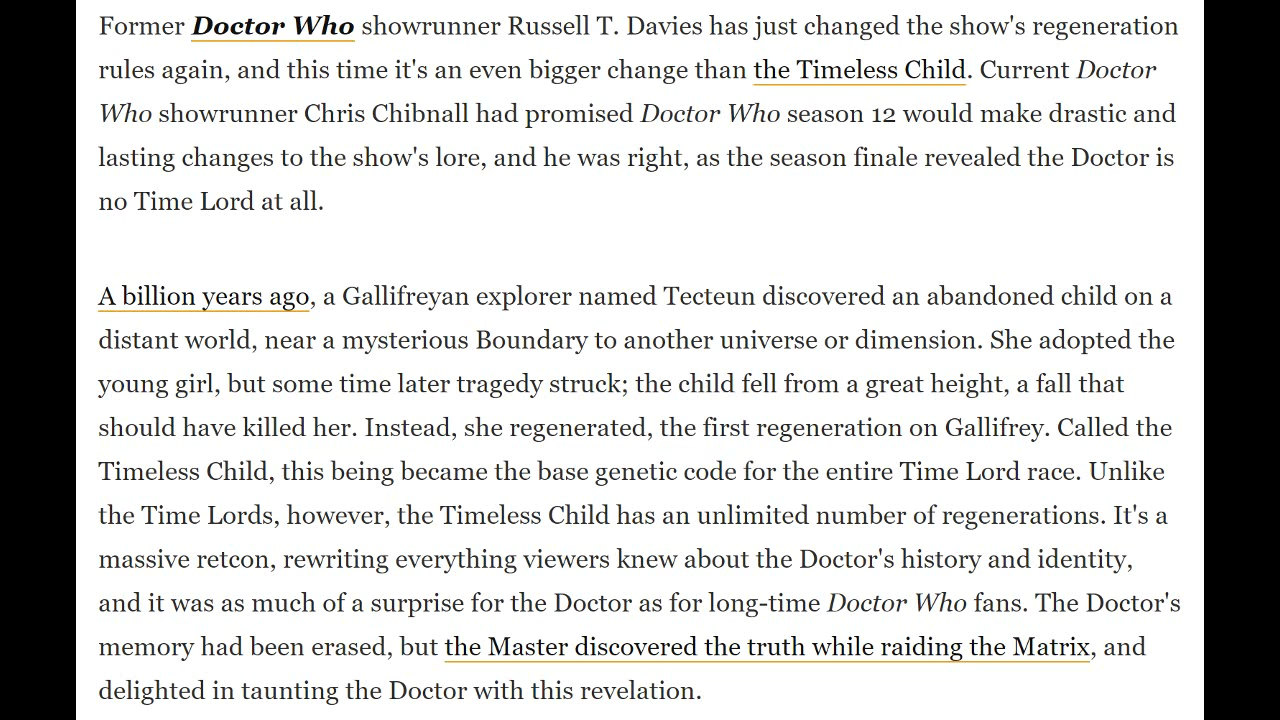 Former Doctor Who showrunner Russell T. Davies has just changed the show's regeneration
rules again, and this time it's an even bigger change than the Timeless Child. Current Doctor
Who showrunner Chris Chibnall had promised Doctor Who season 12 would make drastic and
lasting changes to the show's lore, and he was right, as the season finale revealed the Doctor is
no Time Lord at all.
A billion years ago, a Gallifreyan explorer named Tecteun discovered an abandoned child on a
distant world, near a mysterious Boundary to another universe or dimension. She adopted the
young girl, but some time later tragedy struck; the child fell from a great height, a fall that
should have killed her. Instead, she regenerated, the first regeneration on Gallifrey. Called the
Timeless Child, this being became the base genetic code for the entire Time Lord race. Unlike
the Time Lords, however, the Timeless Child has an unlimited number of regenerations. It's a
massive retcon, rewriting everything viewers knew about the Doctor's history and identity,
and it was as much of a surprise for the Doctor as for long-time Doctor Who fans. The Doctor's
memory had been erased, but the Master discovered the truth while raiding the Matrix, and
delighted in taunting the Doctor with this revelation.